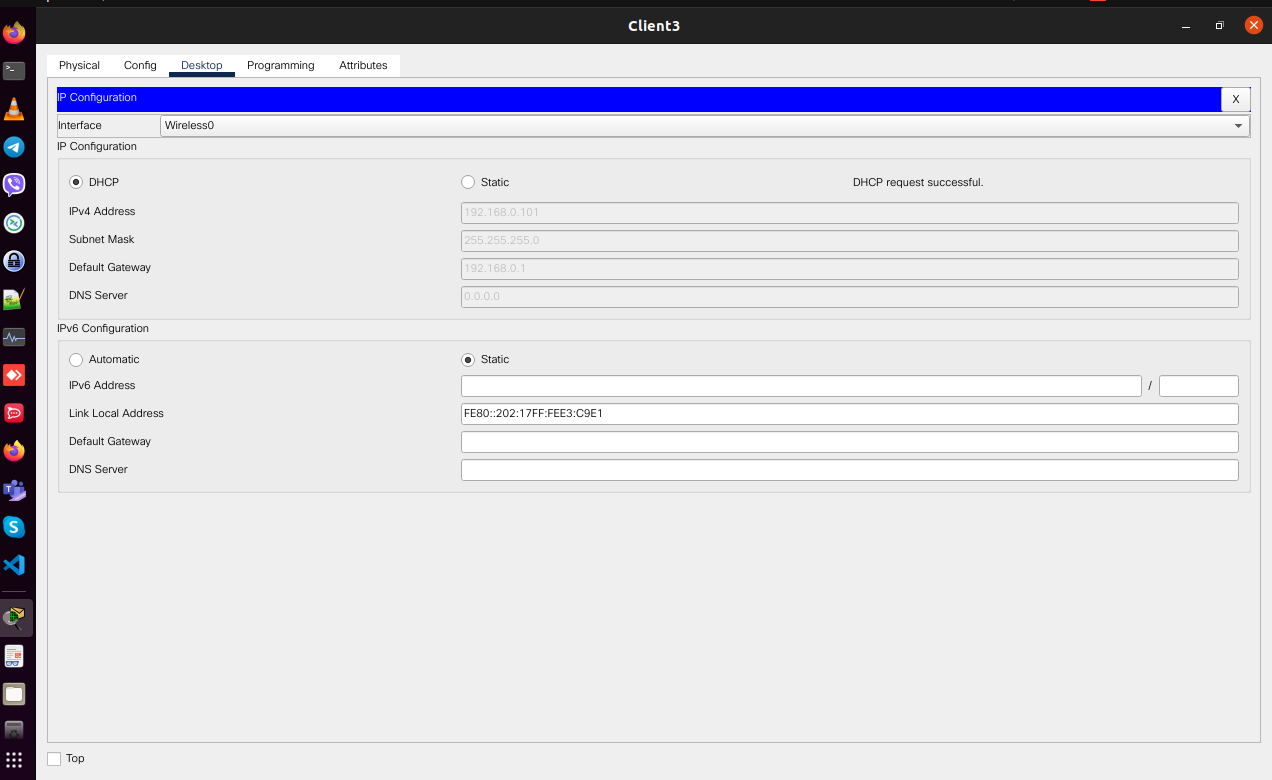 Client3
Physical Config Desktop Programming Attributes
IP Configuration X
Interface Wireless0
IP Configuration
DHCP Static DHCP request successful.
IPv4 Address 192.168.0.101
Subnet Mask 255.255.255.0
Default Gateway 192.168.0.1
DNS Server 0.0.0.0
IPv6 Configuration
Automatic Static
IPv6 Address /
Link Local Address FE80::202:17FF:FEE3:C9E1
Default Gateway
DNS Server
Top